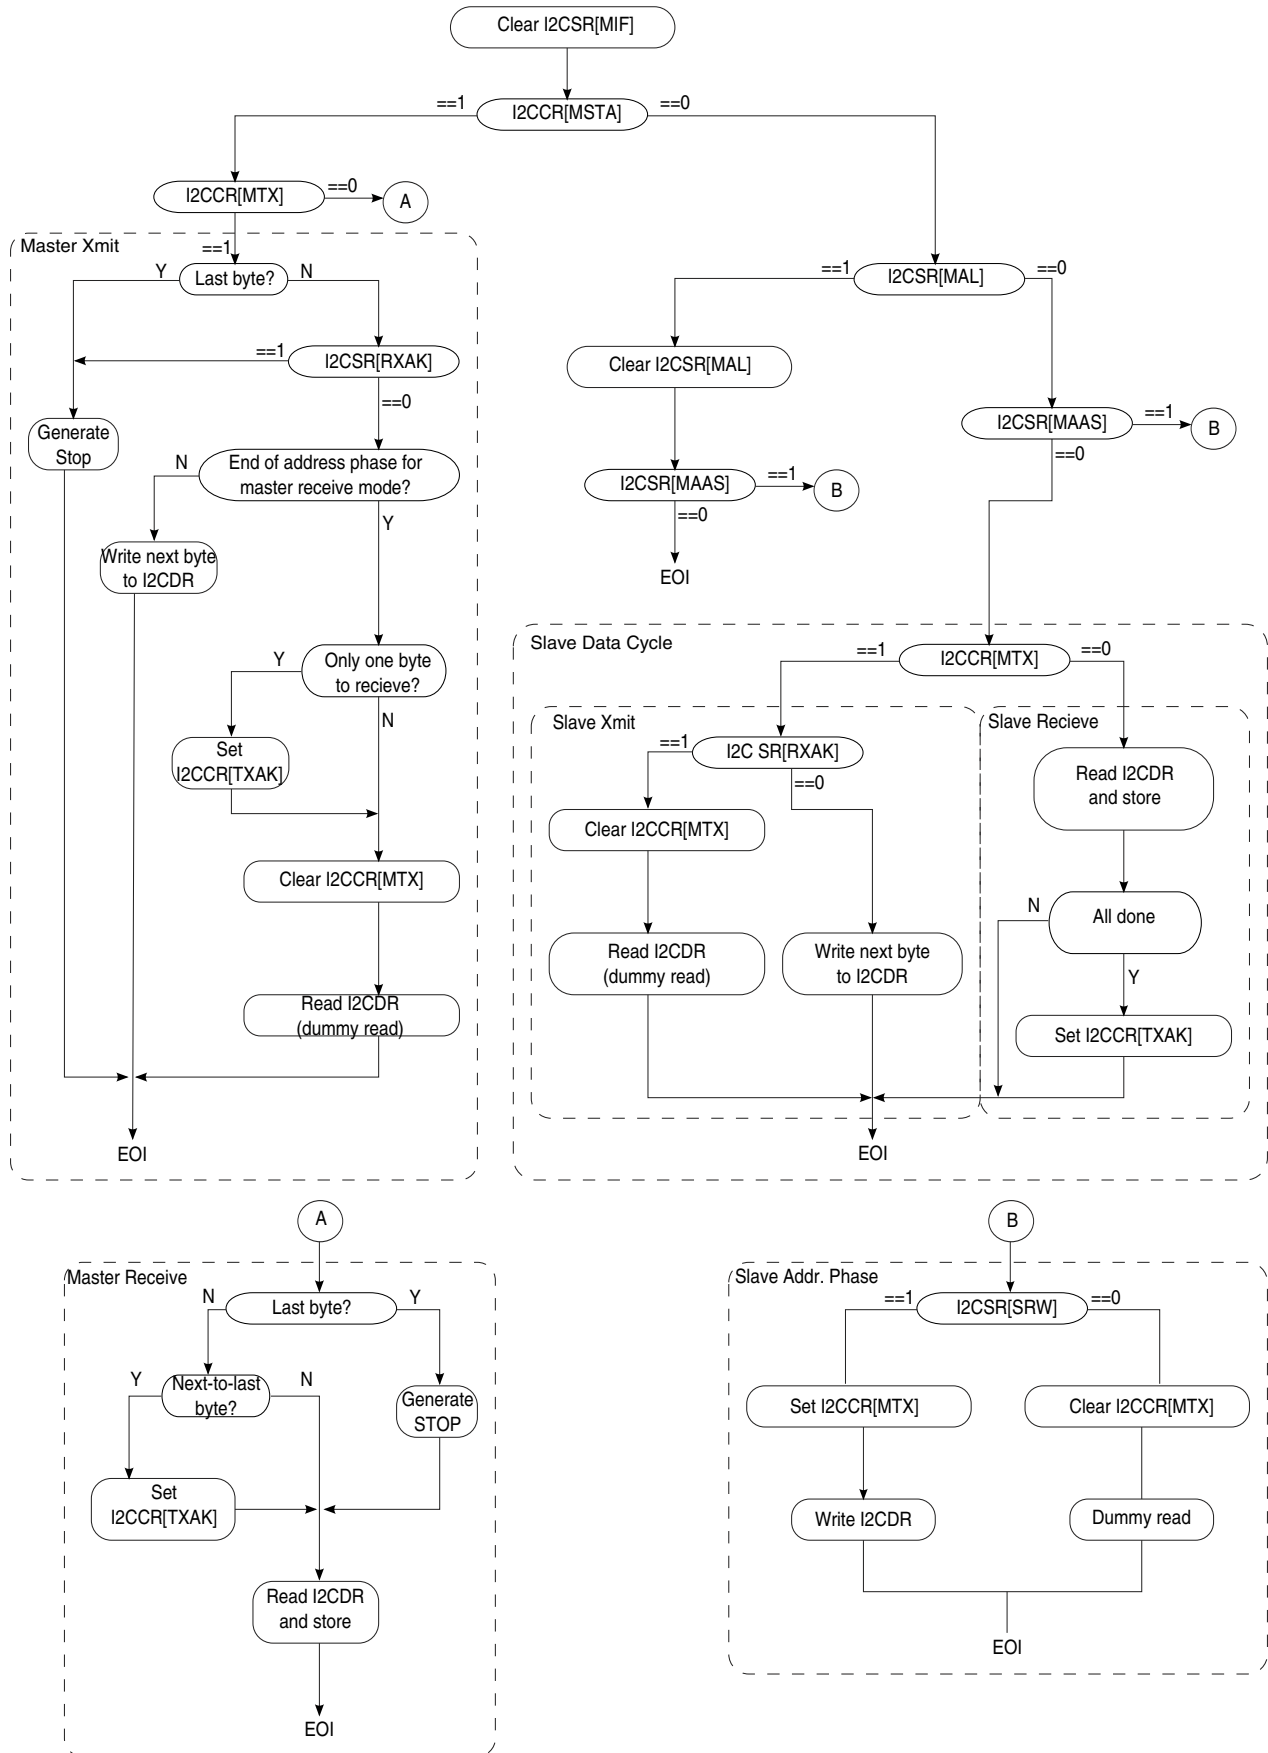 Clear I2CSR[MIF]
==1
I2CCR[MSTA]
==0
I2CCR[MTX]
==0
A
Master Xmit
==1
Y
Last byte?
N
==1
I2CSR[RXAK]
==0
Generate
Stop
N
End of address phase for
master receive mode?
Y
Write next byte
to I2CDR
Y
Only one byte
to recieve?
N
Set
I2CCR[TXAK]
Clear I2CCR[MTX]
Read I2CDR
(dummy read)
EOI
==1
I2CSR[MAL]
==0
Clear I2CSR[MAL]
I2CSR[MAAS]
==1
B
==0
EOI
I2CSR[MAAS]
==1
B
==0
Slave Data Cycle
==1
I2CCR[MTX]
==0
Slave Xmit
==1
I2C SR[RXAK]
==0
Clear I2CCR[MTX]
Read I2CDR
(dummy read)
Write next byte
to I2CDR
Slave Recieve
Read I2CDR
and store
N
All done
Y
Set I2CCR[TXAK]
EOI
A
Master Receive
N
Last byte?
Y
Y
Next-to-last
byte?
N
Generate
STOP
Set
I2CCR[TXAK]
Read I2CDR
and store
EOI
B
Slave Addr. Phase
==1
I2CSR[SRW]
==0
Set I2CCR[MTX]
Clear I2CCR[MTX]
Write I2CDR
Dummy read
EOI